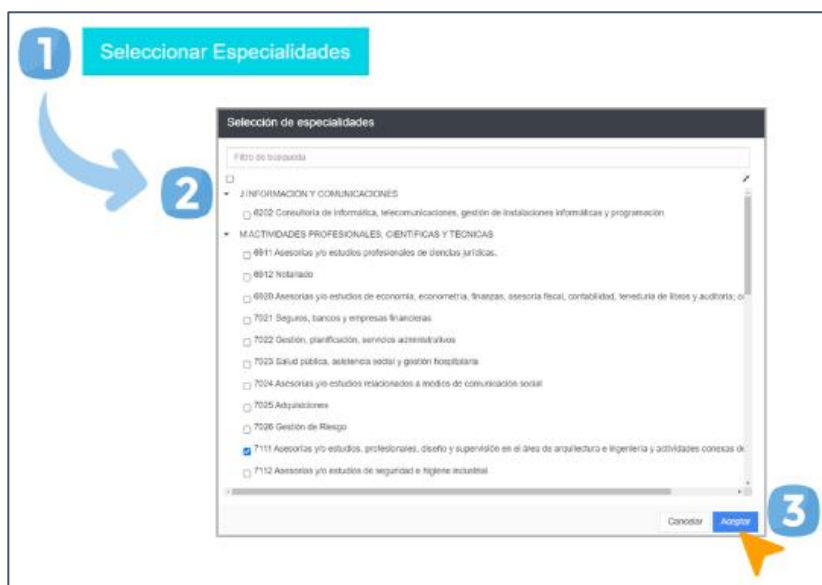 1
Seleccionar Especialidades
Selección de especialidades
Filtro de búsqueda
2
J INFORMACIÓN Y COMUNICACIONES
6202 Consultoría de informática, telecomunicaciones, gestión de instalaciones informáticas y programación
M ACTIVIDADES PROFESIONALES, CIENTÍFICAS Y TÉCNICAS
6911 Asesorías y/o estudios profesionales de ciencias jurídicas.
6912 Notariado
6920 Asesorías y/o estudios de economía, econometría, finanzas, asesoría fiscal, contabilidad, teneduría de libros y auditoría; co
7021 Seguros, bancos y empresas financieras
7022 Gestión, planificación, servicios administrativos
7023 Salud pública, asistencia social y gestión hospitalaria
7024 Asesorías y/o estudios relacionados a medios de comunicación social
7025 Adquisiciones
7026 Gestión de Riesgo
7111 Asesorías y/o estudios, profesionales, diseño y supervisión en el área de arquitectura e ingeniería y actividades conexas de
7112 Asesorías y/o estudios de seguridad e higiene industrial
Cancelar Aceptar
3